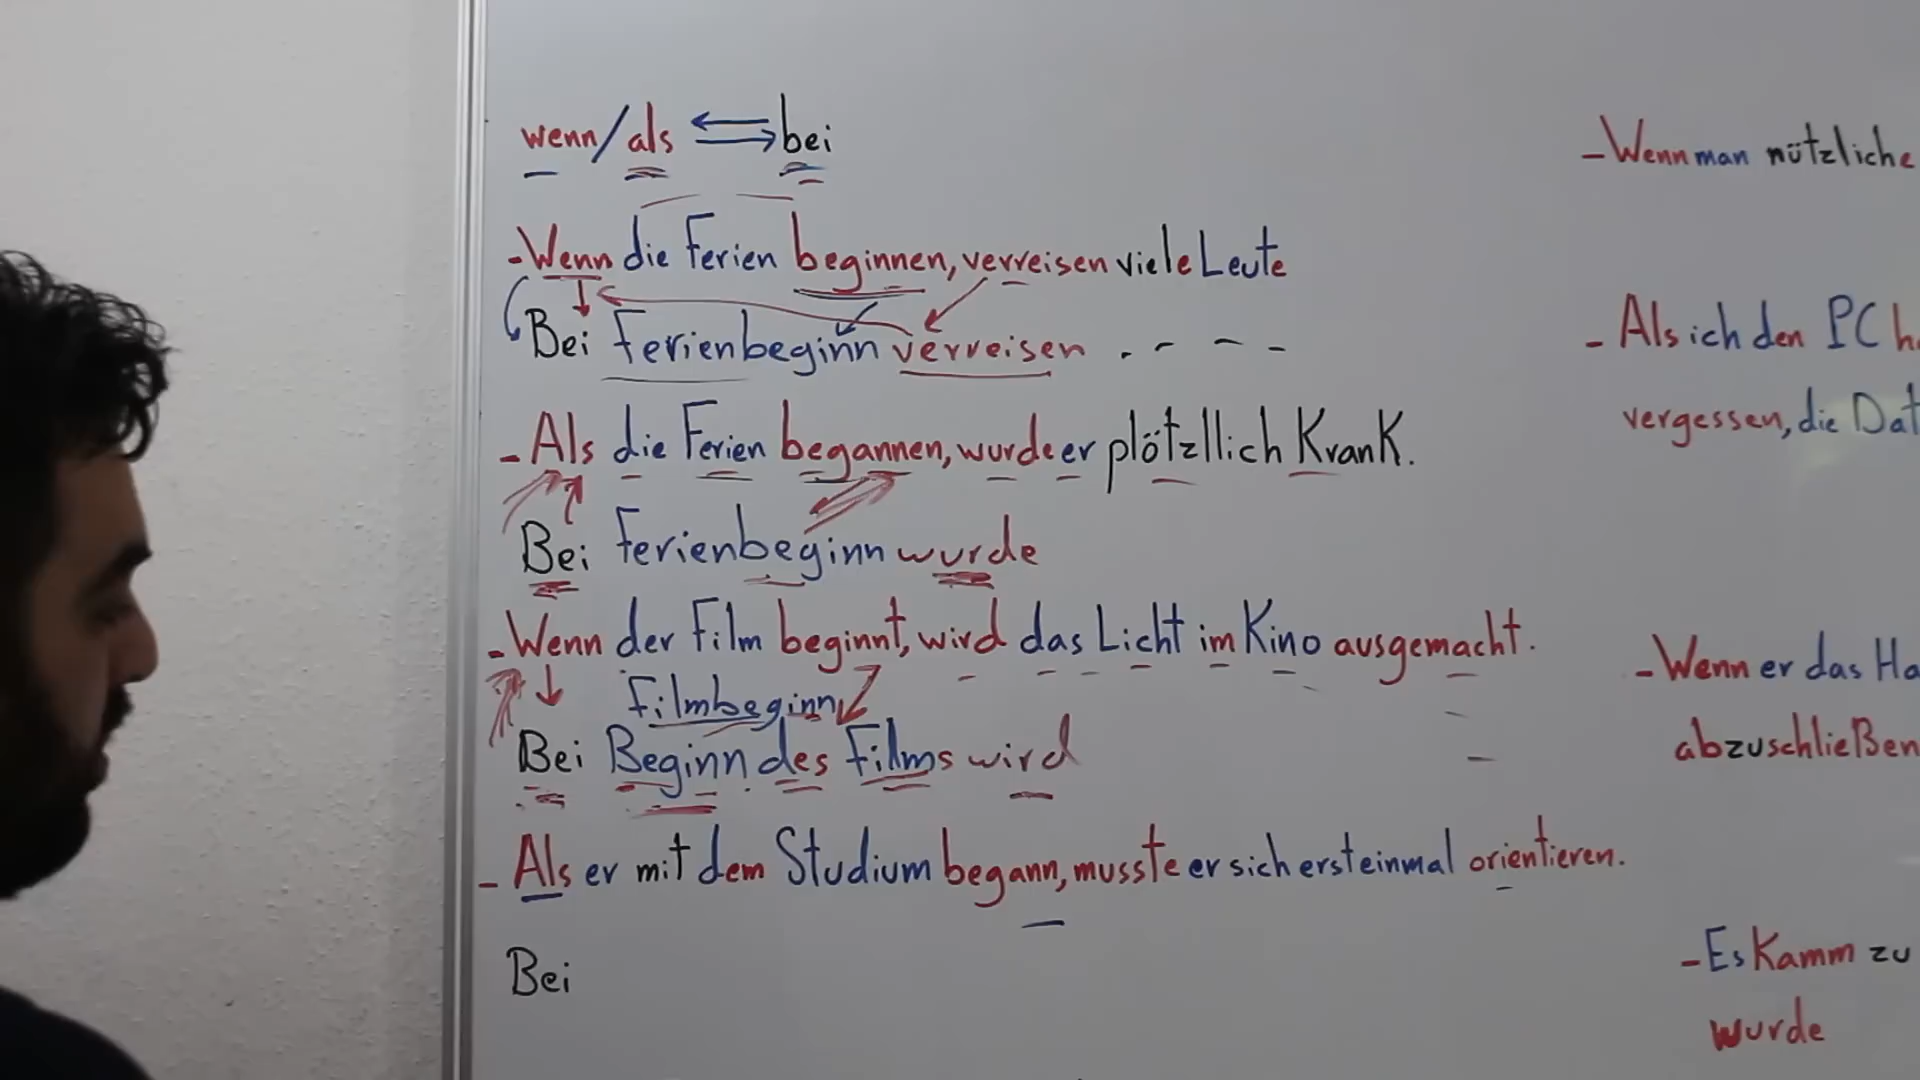 wenn/als ⇐⇒ bei
-Wenn die Ferien beginnen, verreisen viele Leute
Bei Ferienbeginn verreisen . - - -
-Als die Ferien begannen, wurde er plötzllich Krank.
Bei Ferienbeginn wurde
-Wenn der Film beginnt, wird das Licht im Kino ausgemacht.
Filmbeginn
Bei Beginn des Films wird
-Als er mit dem Studium begann, musste er sich ersteinmal orientieren.
Bei
-Wenn man nützliche
-Als ich den PC h
vergessen, die Dat
-Wenn er das Ha
abzuschließen
-Es Kamm zu
wurde